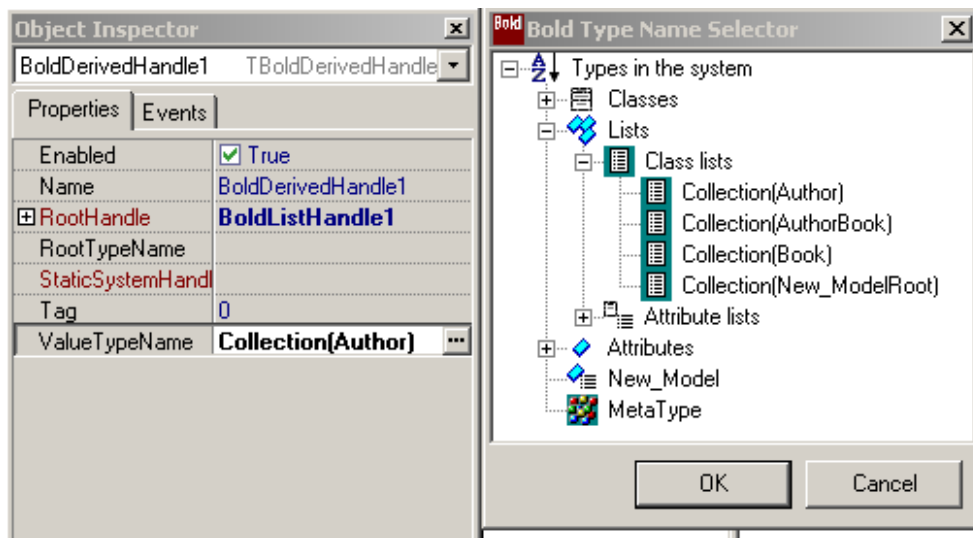 Object Inspector
BoldDerivedHandle1 TBoldDerivedHandle
Properties Events
Enabled True
Name BoldDerivedHandle1
RootHandle BoldListHandle1
RootTypeName
StaticSystemHandl
Tag 0
ValueTypeName Collection(Author) ...
Bold Bold Type Name Selector
Types in the system
Classes
Lists
Class lists
Collection(Author)
Collection(AuthorBook)
Collection(Book)
Collection(New_ModelRoot)
Attribute lists
Attributes
New_Model
MetaType
OK Cancel